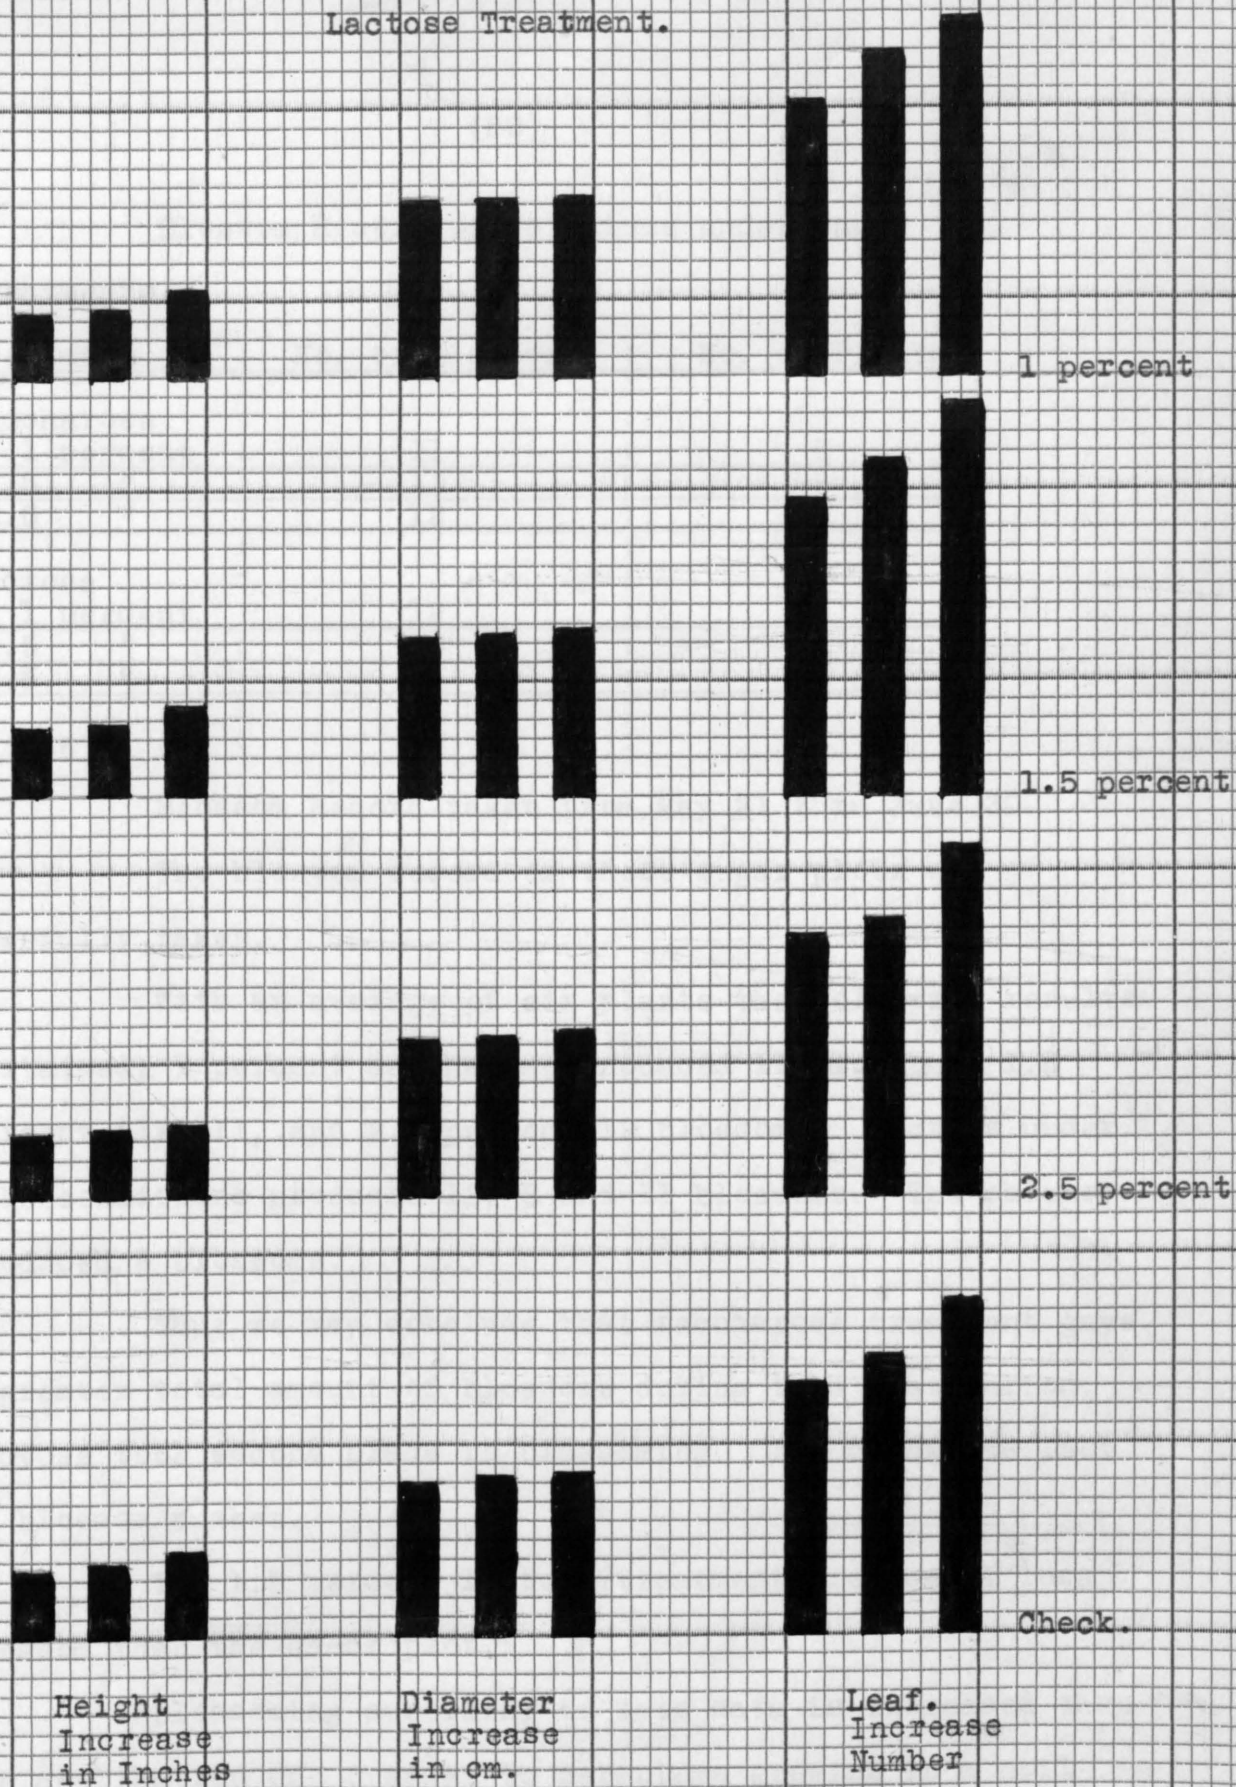 Lactose Treatment.
1 percent
1.5 percent
2.5 percent
Check.
Height
Increase
in Inches
Diameter
Increase
in cm.
Leaf.
Increase
Number